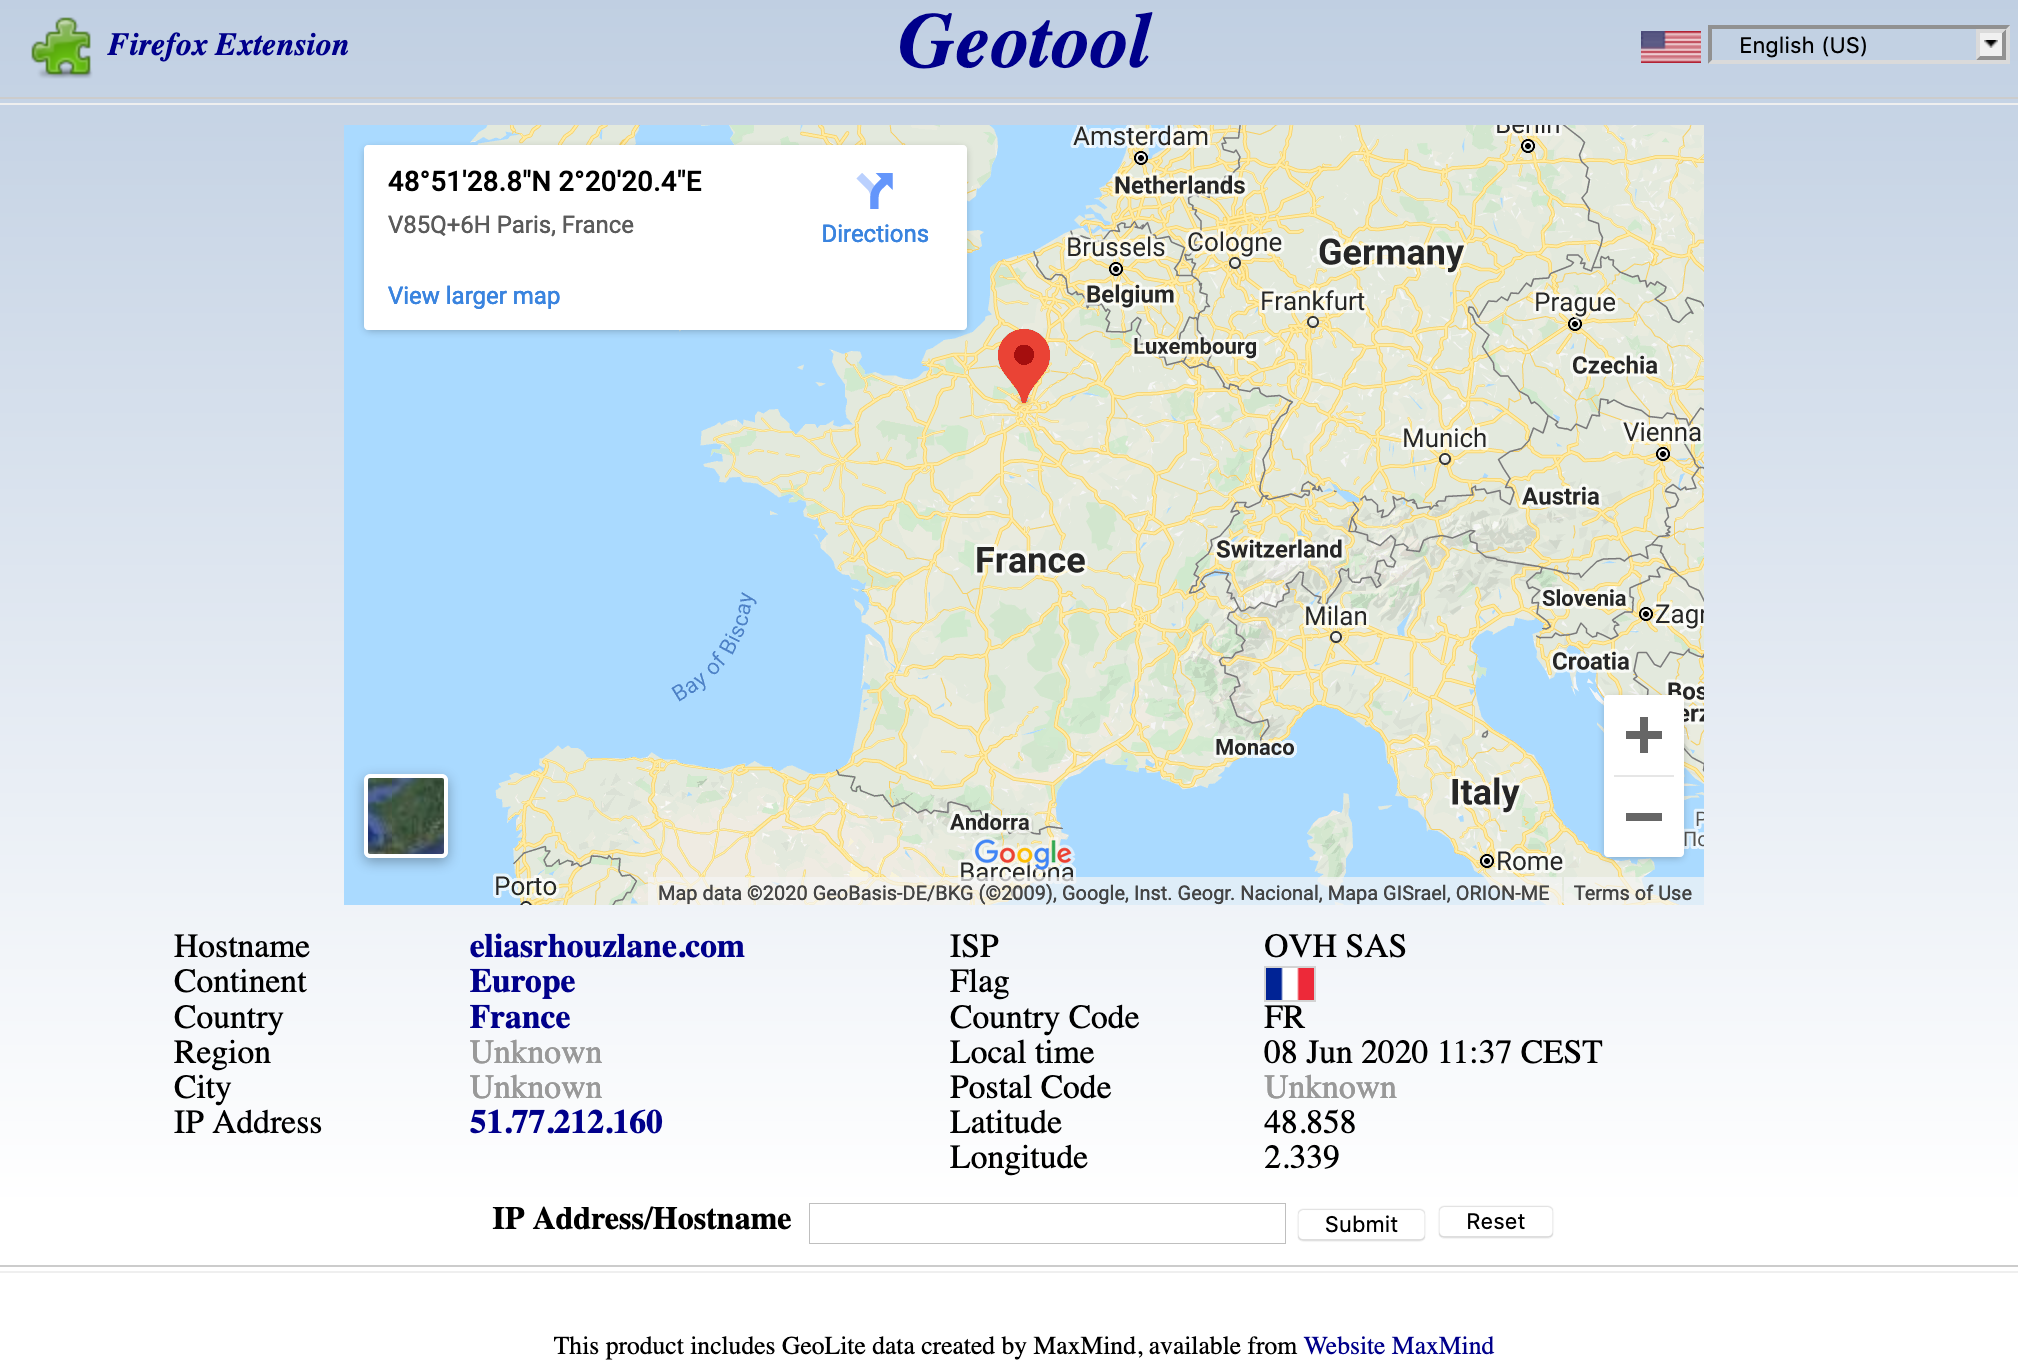 Firefox Extension
Geotool
English (US)
48°51'28.8"N 2°20'20.4"E
V85Q+6H Paris, France
Directions
View larger map
Amsterdam
Berlin
Netherlands
Brussels
Cologne
Germany
Belgium
Frankfurt
Prague
Luxembourg
Czechia
Munich
Vienna
Austria
Switzerland
France
Slovenia
Zagr
Milan
Bay of Biscay
Croatia
Bos
erz
Monaco
Italy
Andorra
Google
Barcelona
Rome
Porto
Map data ©2020 GeoBasis-DE/BKG (©2009), Google, Inst. Geogr. Nacional, Mapa GISrael, ORION-ME Terms of Use
Hostname eliasrhouzlane.com ISP OVH SAS
Continent Europe Flag
Country France Country Code FR
Region Unknown Local time 08 Jun 2020 11:37 CEST
City Unknown Postal Code Unknown
IP Address 51.77.212.160 Latitude 48.858
Longitude 2.339
IP Address/Hostname Submit Reset
This product includes GeoLite data created by MaxMind, available from Website MaxMind